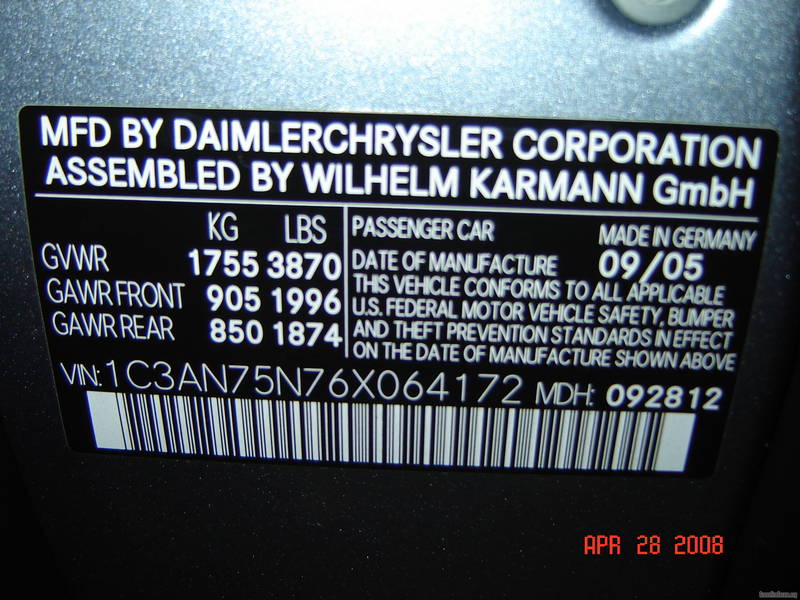 MFD BY DAIMLERCHRYSLER CORPORATION
ASSEMBLED BY WILHELM KARMANN GmbH
KG LBS
GVWR 1755 3870
GAWR FRONT 905 1996
GAWR REAR 850 1874
PASSENGER CAR MADE IN GERMANY
DATE OF MANUFACTURE 09/05
THIS VEHICLE CONFORMS TO ALL APPLICABLE
U.S. FEDERAL MOTOR VEHICLE SAFETY, BUMPER
AND THEFT PREVENTION STANDARDS IN EFFECT
ON THE DATE OF MANUFACTURE SHOWN ABOVE
VIN: 1C3AN75N76X064172 MDH: 092812
APR 28 2008